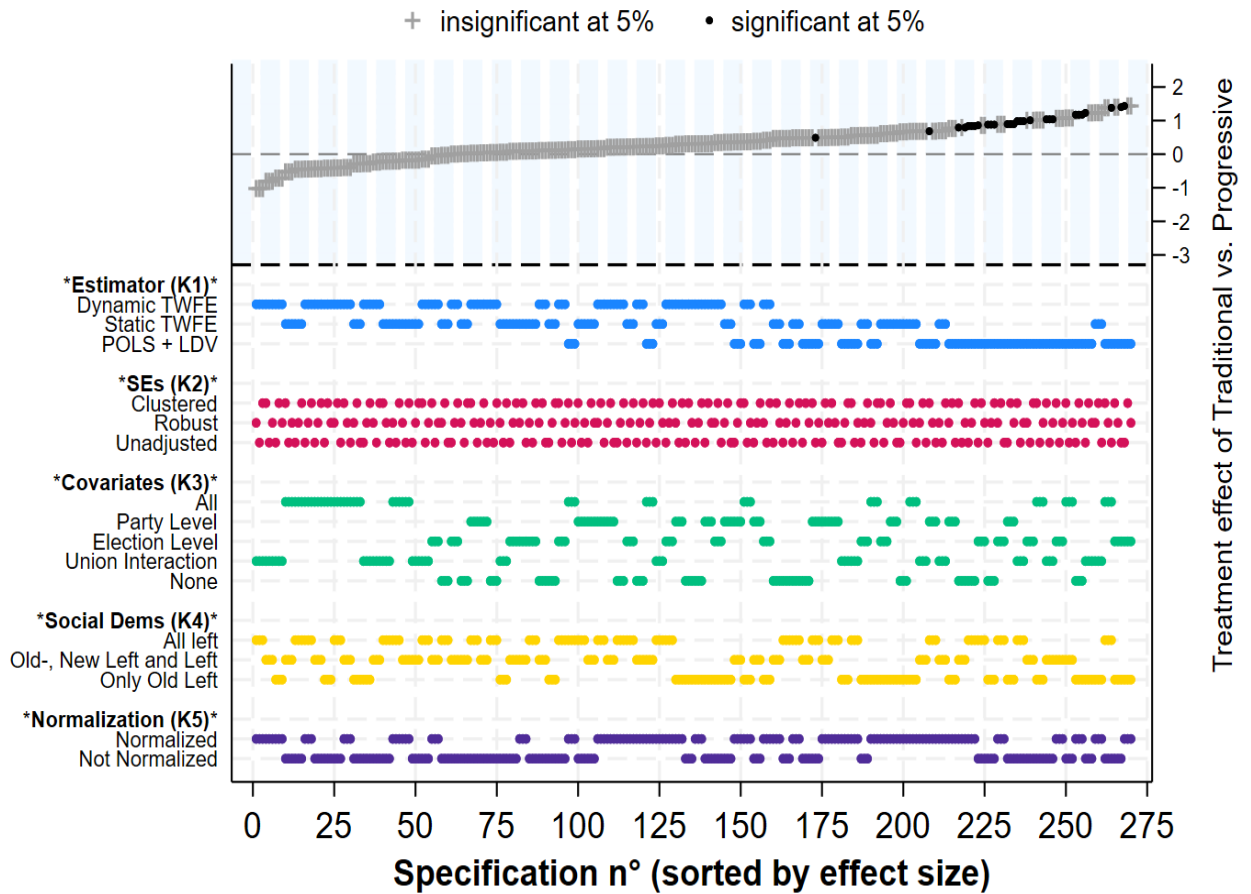 insignificant at 5%
significant at 5%
2
1
0
-1
-2
-3
Treatment effect of Traditional vs. Progressive
*Estimator (K1)*
Dynamic TWFE
Static TWFE
POLS + LDV
*SEs (K2)*
Clustered
Robust
Unadjusted
*Covariates (K3)*
All
Party Level
Election Level
Union Interaction
None
*Social Dems (K4)*
All left
Old-, New Left and Left
Only Old Left
*Normalization (K5)*
Normalized
Not Normalized
0 25 50 75 100 125 150 175 200 225 250 275
Specification n° (sorted by effect size)